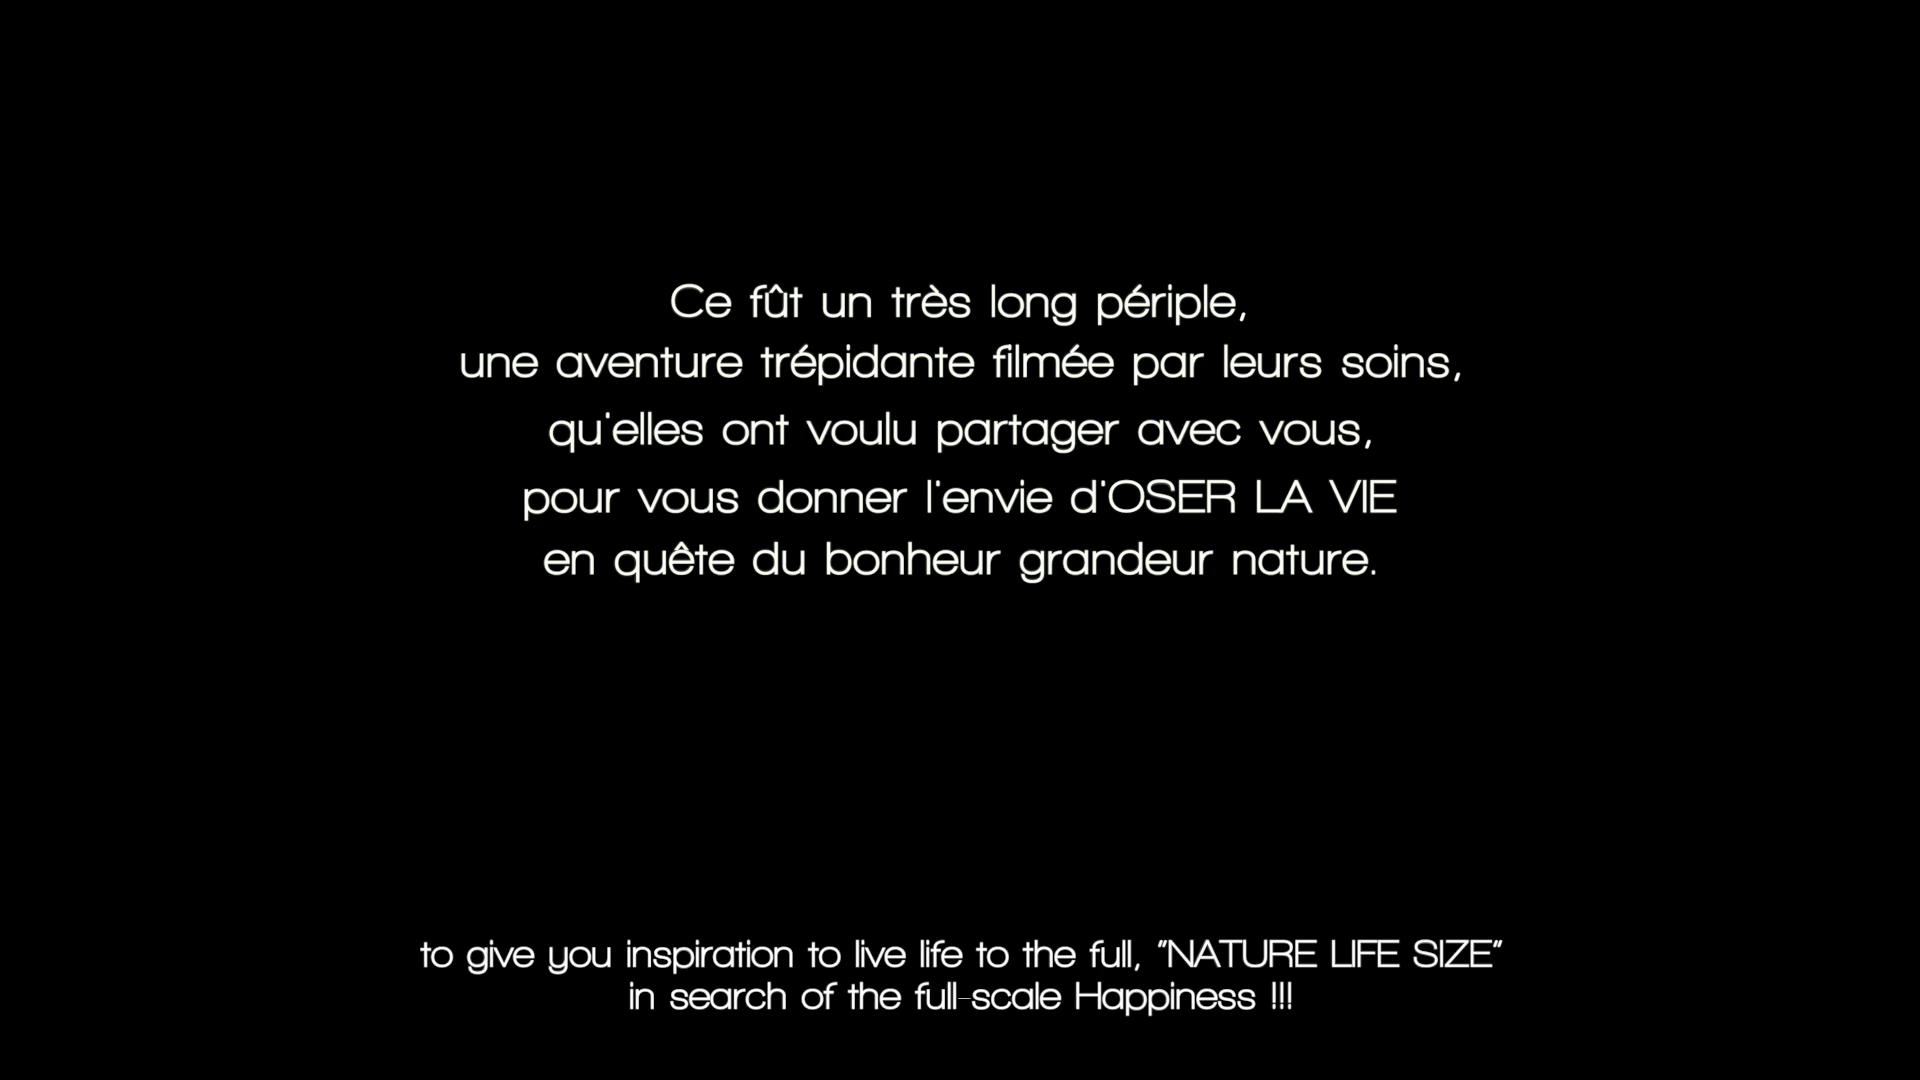 Ce fût un très long périple,
une aventure trépidante filmée par leurs soins,
qu'elles ont voulu partager avec vous,
pour vous donner l'envie d'OSER LA VIE
en quête du bonheur grandeur nature.
to give you inspiration to live life to the full, "NATURE LIFE SIZE"
in search of the full-scale Happiness !!!